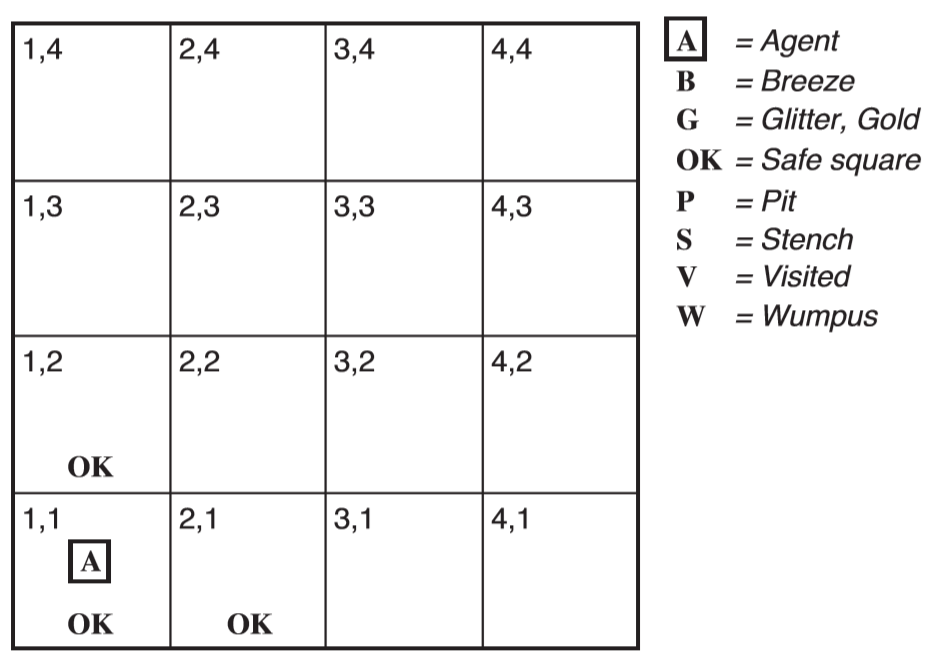 1,4 2,4 3,4 4,4
1,3 2,3 3,3 4,3
1,2 2,2 3,2 4,2
OK
1,1 2,1 3,1 4,1
A
OK OK
A = Agent
B = Breeze
G = Glitter, Gold
OK = Safe square
P = Pit
S = Stench
V = Visited
W = Wumpus